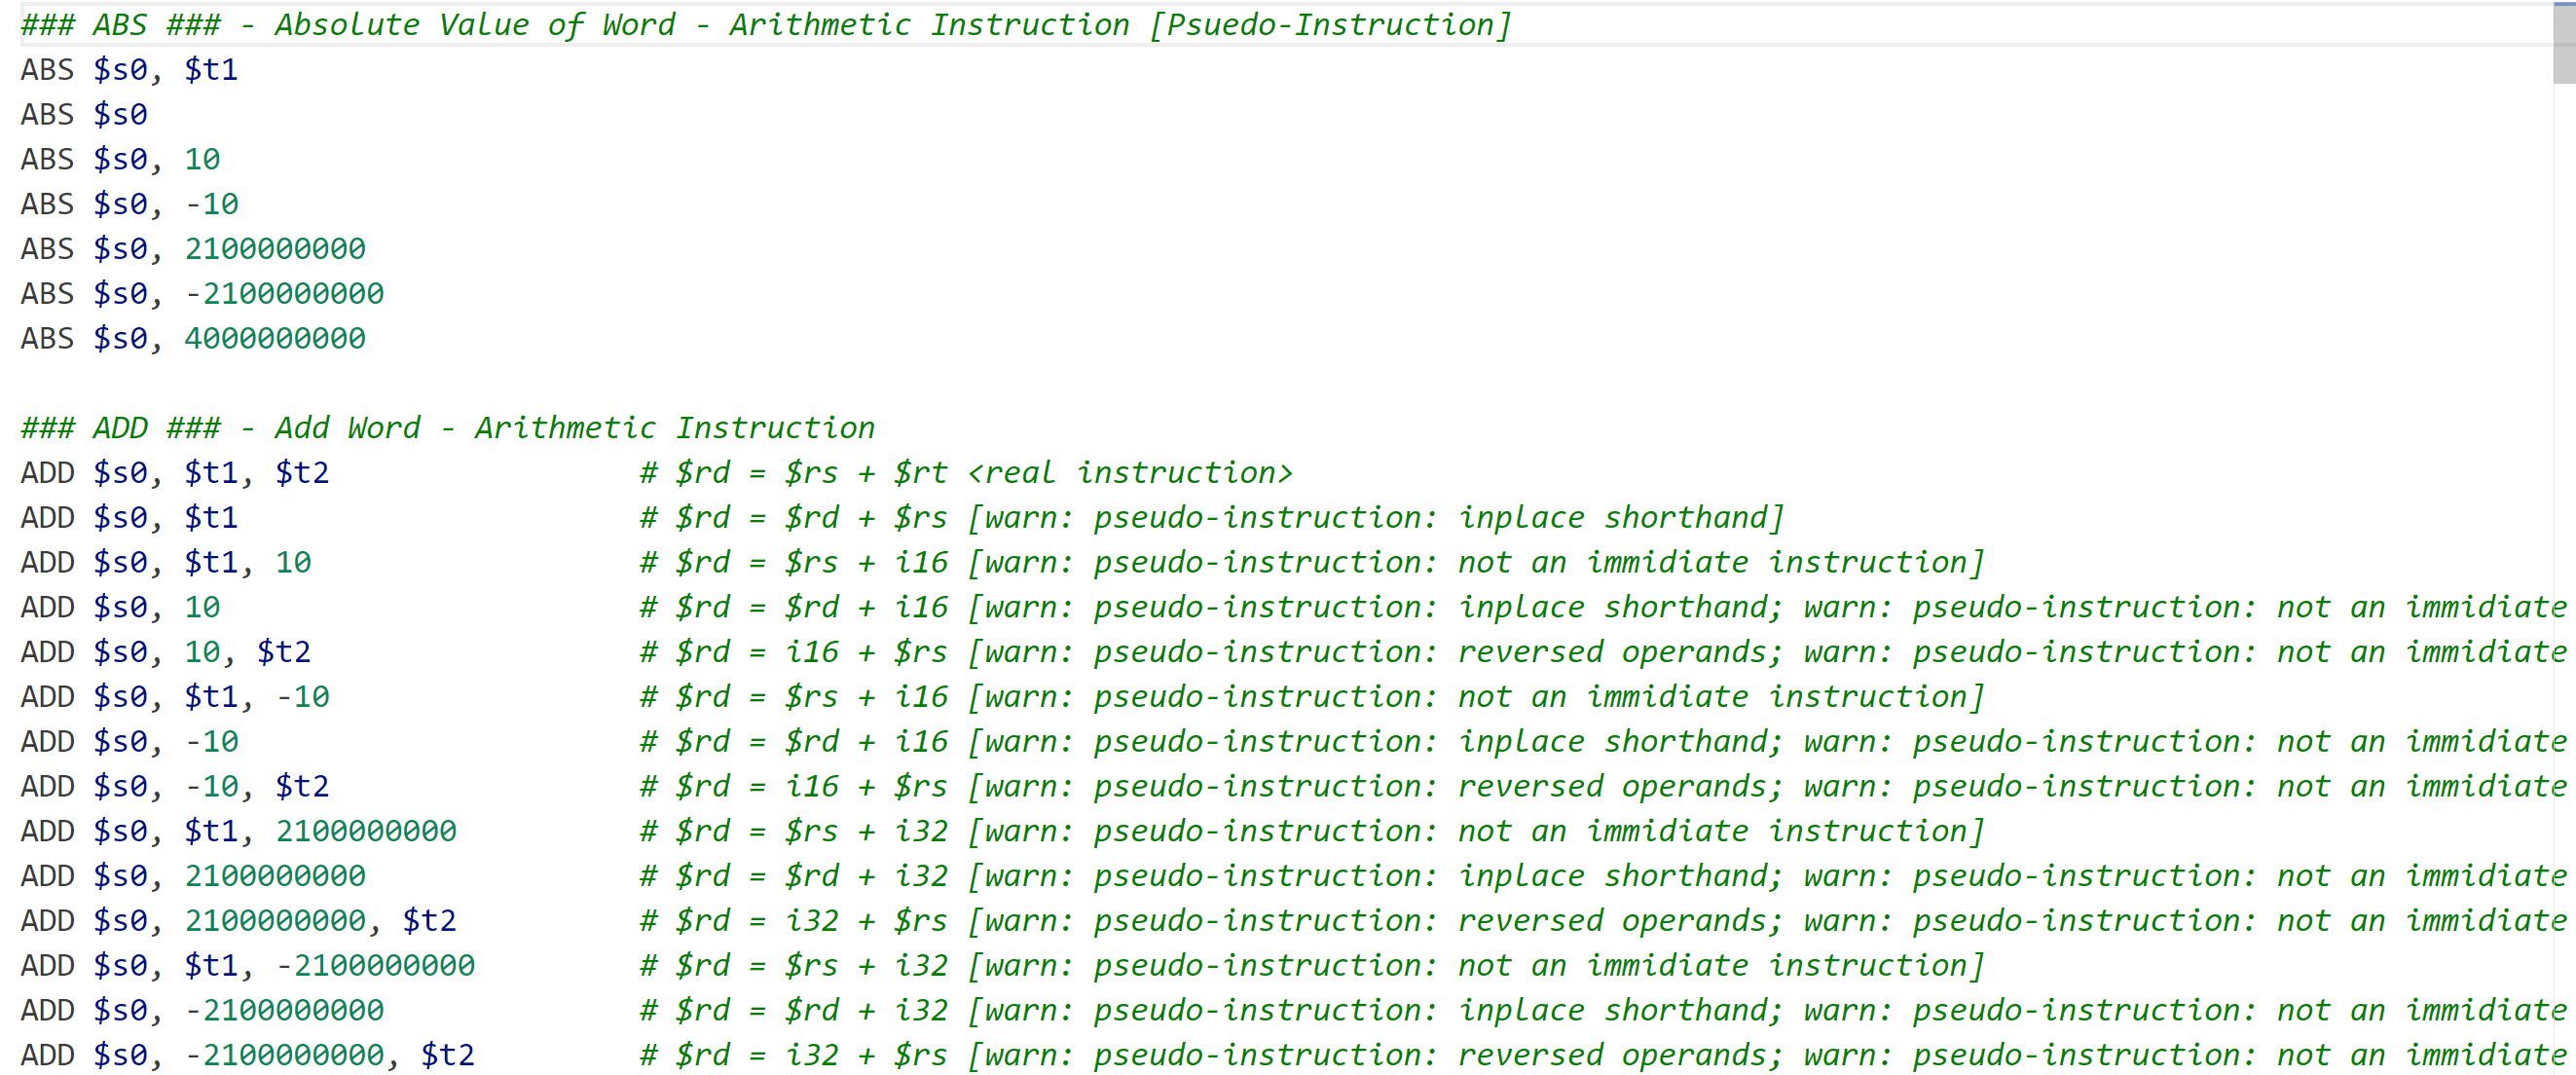 ### ABS ### - Absolute Value of Word - Arithmetic Instruction [Psuedo-Instruction]
ABS $s0, $t1
ABS $s0
ABS $s0, 10
ABS $s0, -10
ABS $s0, 2100000000
ABS $s0, -2100000000
ABS $s0, 4000000000
### ADD ### - Add Word - Arithmetic Instruction
ADD $s0, $t1, $t2 # $rd = $rs + $rt <real instruction>
ADD $s0, $t1 # $rd = $rd + $rs [warn: pseudo-instruction: inplace shorthand]
ADD $s0, $t1, 10 # $rd = $rs + i16 [warn: pseudo-instruction: not an immidiate instruction]
ADD $s0, 10 # $rd = $rd + i16 [warn: pseudo-instruction: inplace shorthand; warn: pseudo-instruction: not an immidiate
ADD $s0, 10, $t2 # $rd = i16 + $rs [warn: pseudo-instruction: reversed operands; warn: pseudo-instruction: not an immidiate
ADD $s0, $t1, -10 # $rd = $rs + i16 [warn: pseudo-instruction: not an immidiate instruction]
ADD $s0, -10 # $rd = $rd + i16 [warn: pseudo-instruction: inplace shorthand; warn: pseudo-instruction: not an immidiate
ADD $s0, -10, $t2 # $rd = i16 + $rs [warn: pseudo-instruction: reversed operands; warn: pseudo-instruction: not an immidiate
ADD $s0, $t1, 2100000000 # $rd = $rs + i32 [warn: pseudo-instruction: not an immidiate instruction]
ADD $s0, 2100000000 # $rd = $rd + i32 [warn: pseudo-instruction: inplace shorthand; warn: pseudo-instruction: not an immidiate
ADD $s0, 2100000000, $t2 # $rd = i32 + $rs [warn: pseudo-instruction: reversed operands; warn: pseudo-instruction: not an immidiate
ADD $s0, $t1, -2100000000 # $rd = $rs + i32 [warn: pseudo-instruction: not an immidiate instruction]
ADD $s0, -2100000000 # $rd = $rd + i32 [warn: pseudo-instruction: inplace shorthand; warn: pseudo-instruction: not an immidiate
ADD $s0, -2100000000, $t2 # $rd = i32 + $rs [warn: pseudo-instruction: reversed operands; warn: pseudo-instruction: not an immidiate